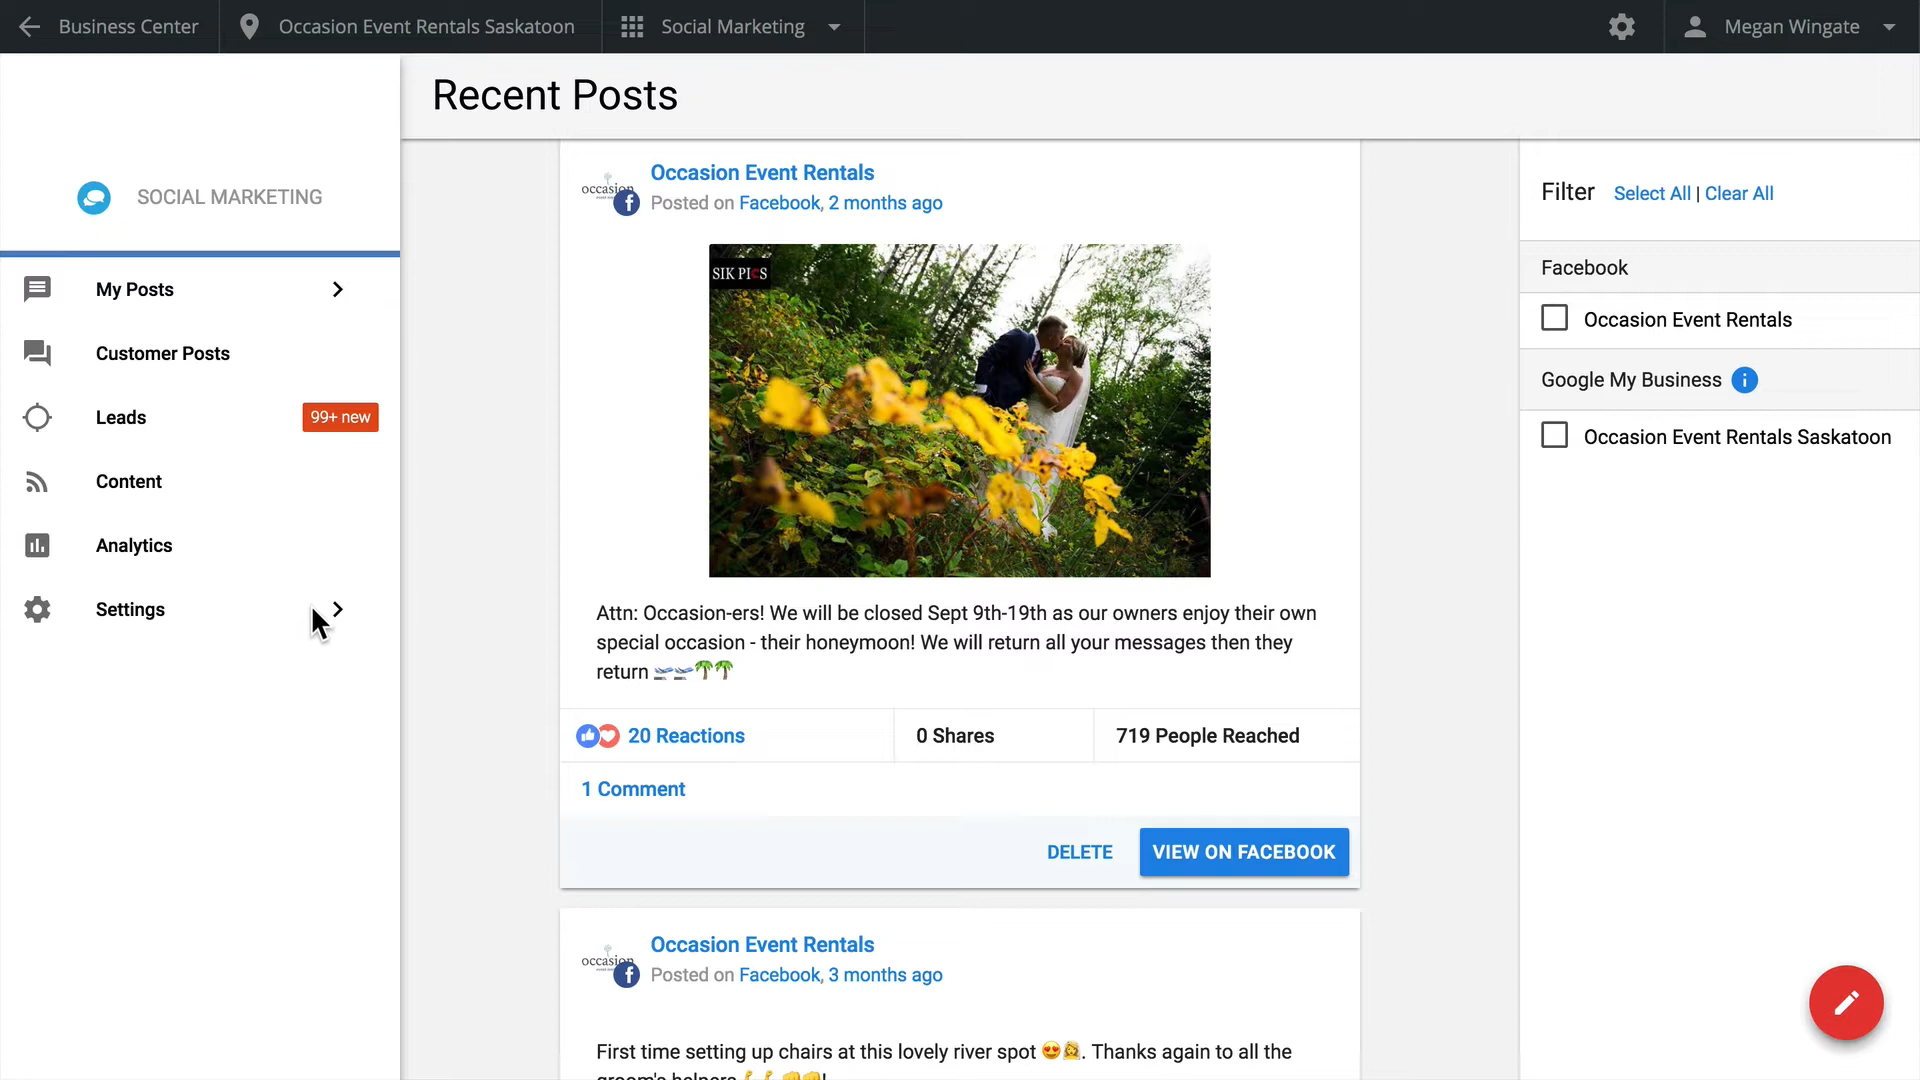 Business Center
Occasion Event Rentals Saskatoon
Social Marketing
Megan Wingate
SOCIAL MARKETING
My Posts
Customer Posts
Leads
99+ new
Content
Analytics
Settings
Recent Posts
occasion
Occasion Event Rentals
Posted on Facebook, 2 months ago
SIK PICS
Attn: Occasion-ers! We will be closed Sept 9th-19th as our owners enjoy their own
special occasion - their honeymoon! We will return all your messages then they
return 🛫🛫🌴🌴
20 Reactions
0 Shares
719 People Reached
1 Comment
DELETE
VIEW ON FACEBOOK
occasion
Occasion Event Rentals
Posted on Facebook, 3 months ago
First time setting up chairs at this lovely river spot 😍👰. Thanks again to all the
groom's helpers 💪💪👊👊!
Filter Select All | Clear All
Facebook
Occasion Event Rentals
Google My Business
Occasion Event Rentals Saskatoon